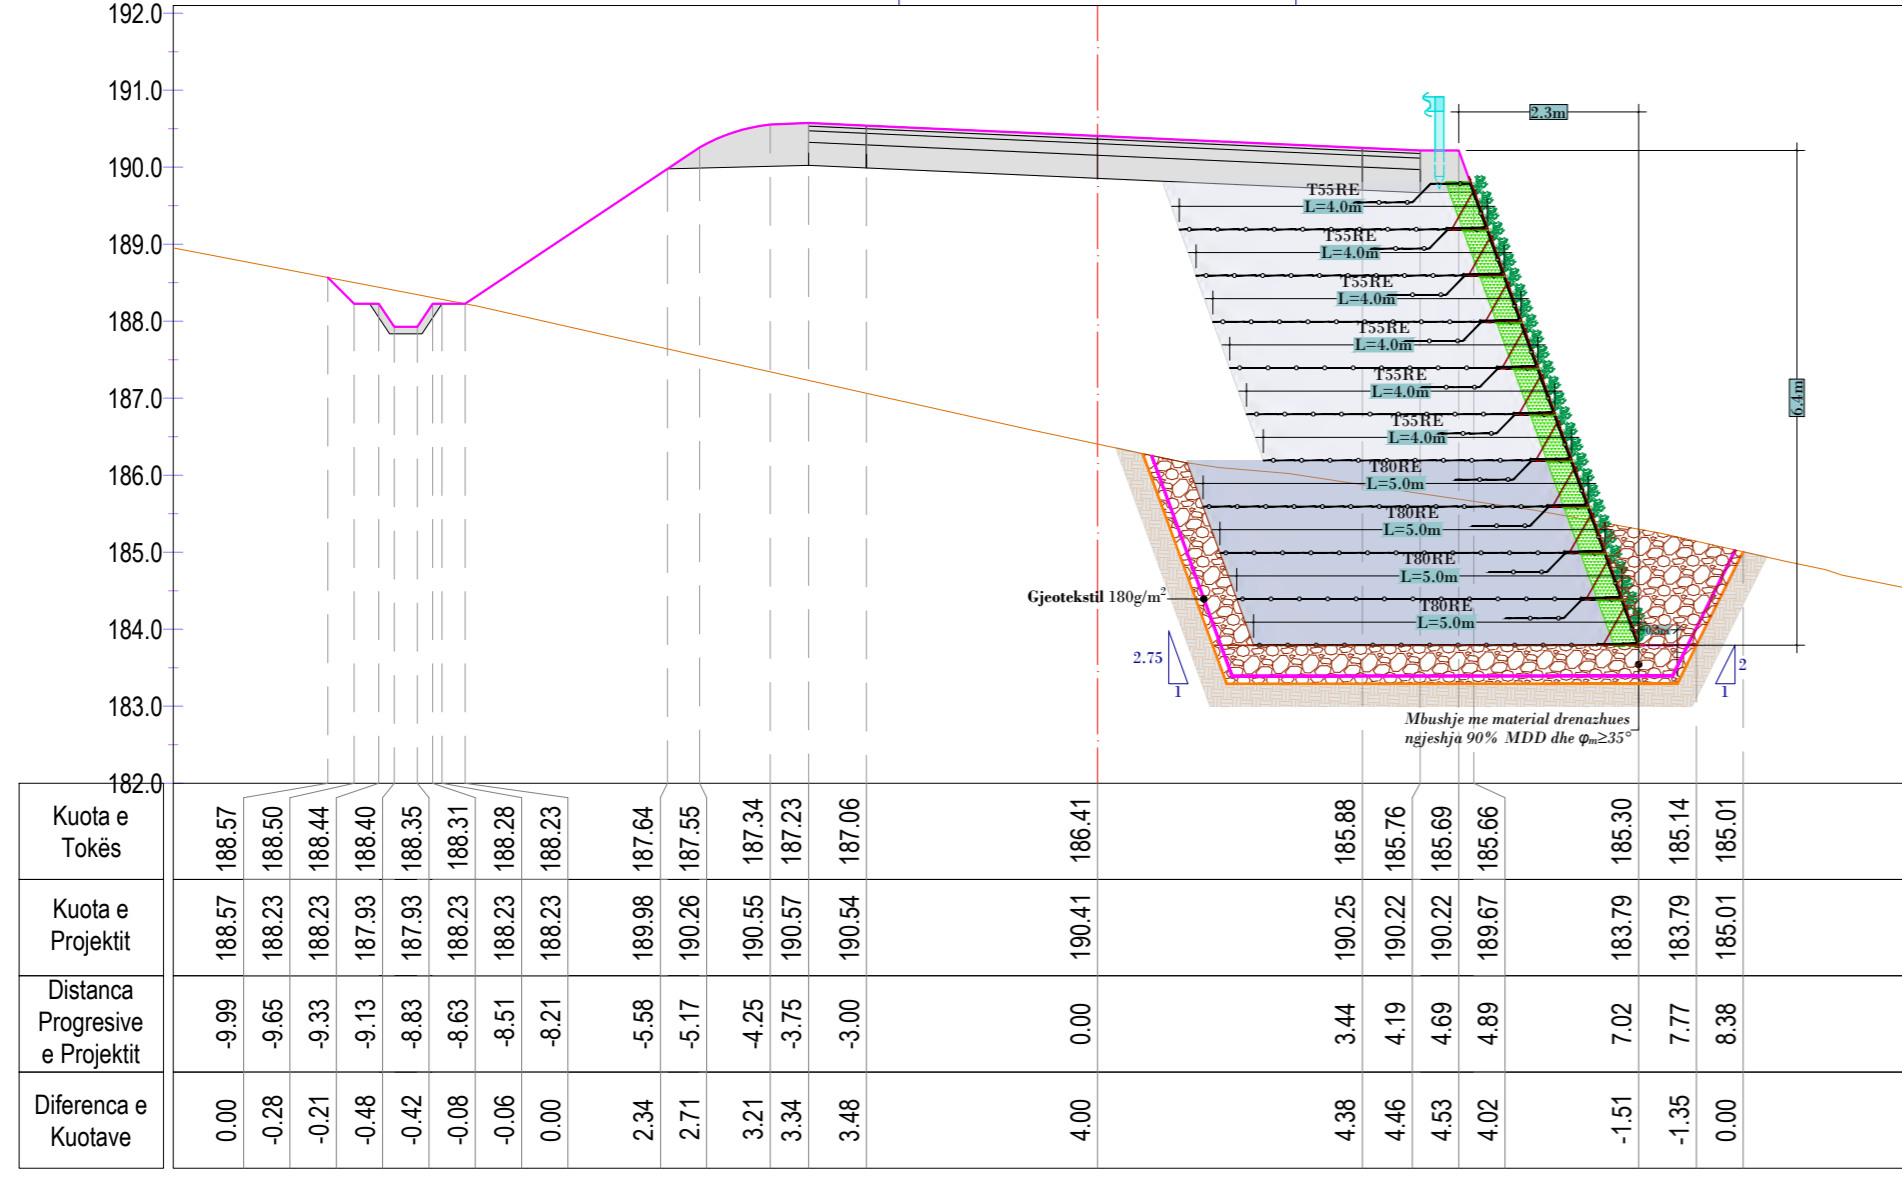 192.0
191.0
190.0
189.0
188.0
187.0
186.0
185.0
184.0
183.0
182.0
2.3m
6.4m
T55RE
L=4.0m
T55RE
L=4.0m
T55RE
L=4.0m
T55RE
L=4.0m
T55RE
L=4.0m
T55RE
L=4.0m
T80RE
L=5.0m
T80RE
L=5.0m
T80RE
L=5.0m
T80RE
L=5.0m
Gjeotekstil 180g/m²
2.75
1
2
1
Mbushje me material drenazhues
ngjeshja 90% MDD dhe φm≥35°
Kuota e
Tokës
188.57 188.50 188.44 188.40 188.35 188.31 188.28 188.23 187.64 187.55 187.34 187.23 187.06 186.41 185.88 185.76 185.69 185.66 185.30 185.14 185.01
Kuota e
Projektit
188.57 188.23 188.23 187.93 187.93 188.23 188.23 188.23 189.98 190.26 190.55 190.57 190.54 190.41 190.25 190.22 190.22 189.67 183.79 183.79 185.01
Distanca
Progresive
e Projektit
-9.99 -9.65 -9.33 -9.13 -8.83 -8.63 -8.51 -8.21 -5.58 -5.17 -4.25 -3.75 -3.00 0.00 3.44 4.19 4.69 4.89 7.02 7.77 8.38
Diferenca e
Kuotave
0.00 -0.28 -0.21 -0.48 -0.42 -0.08 -0.06 0.00 2.34 2.71 3.21 3.34 3.48 4.00 4.38 4.46 4.53 4.02 -1.51 -1.35 0.00